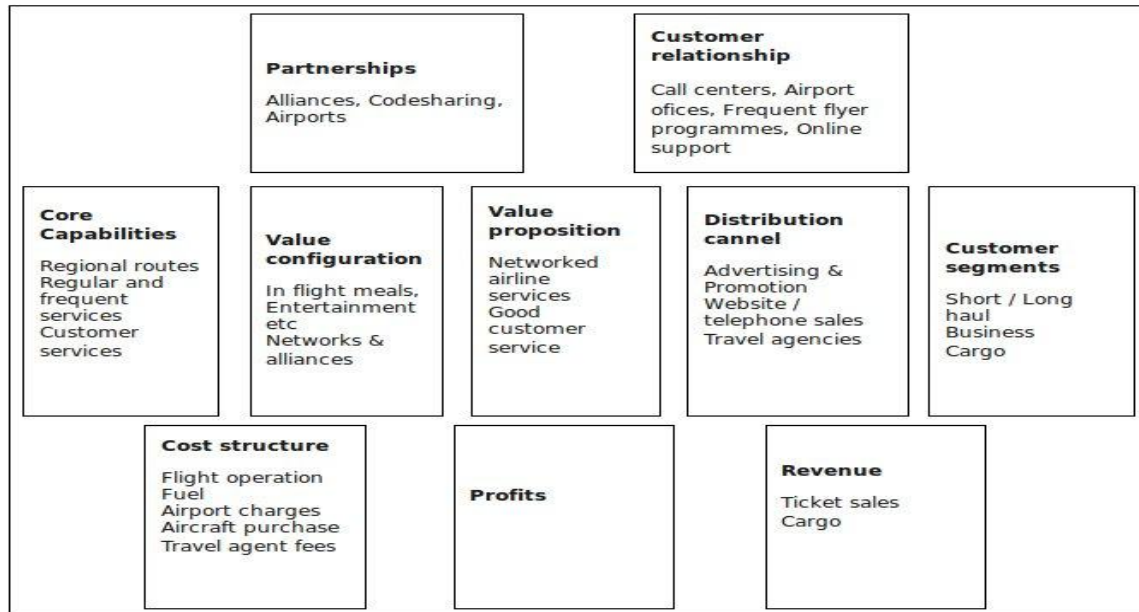 Partnerships
Alliances, Codesharing,
Airports
Customer
relationship
Call centers, Airport
ofices, Frequent flyer
programmes, Online
support
Core
Capabilities
Regional routes
Regular and
frequent
services
Customer
services
Value
configuration
In flight meals,
Entertainment
etc
Networks &
alliances
Value
proposition
Networked
airline
services
Good
customer
service
Distribution
cannel
Advertising &
Promotion
Website /
telephone sales
Travel agencies
Customer
segments
Short / Long
haul
Business
Cargo
Cost structure
Flight operation
Fuel
Airport charges
Aircraft purchase
Travel agent fees
Profits
Revenue
Ticket sales
Cargo